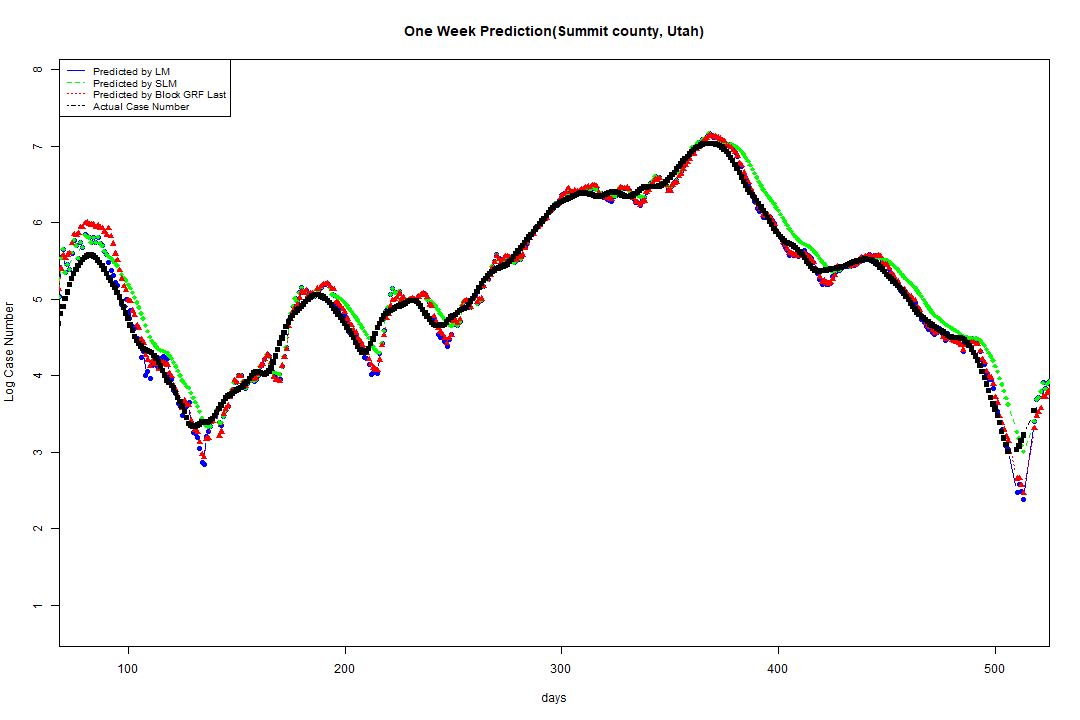 One Week Prediction(Summit county, Utah)
Predicted by LM
Predicted by SLM
Predicted by Block GRF Last
Actual Case Number
8
7
6
5
4
3
2
1
Log Case Number
100 200 300 400 500
days